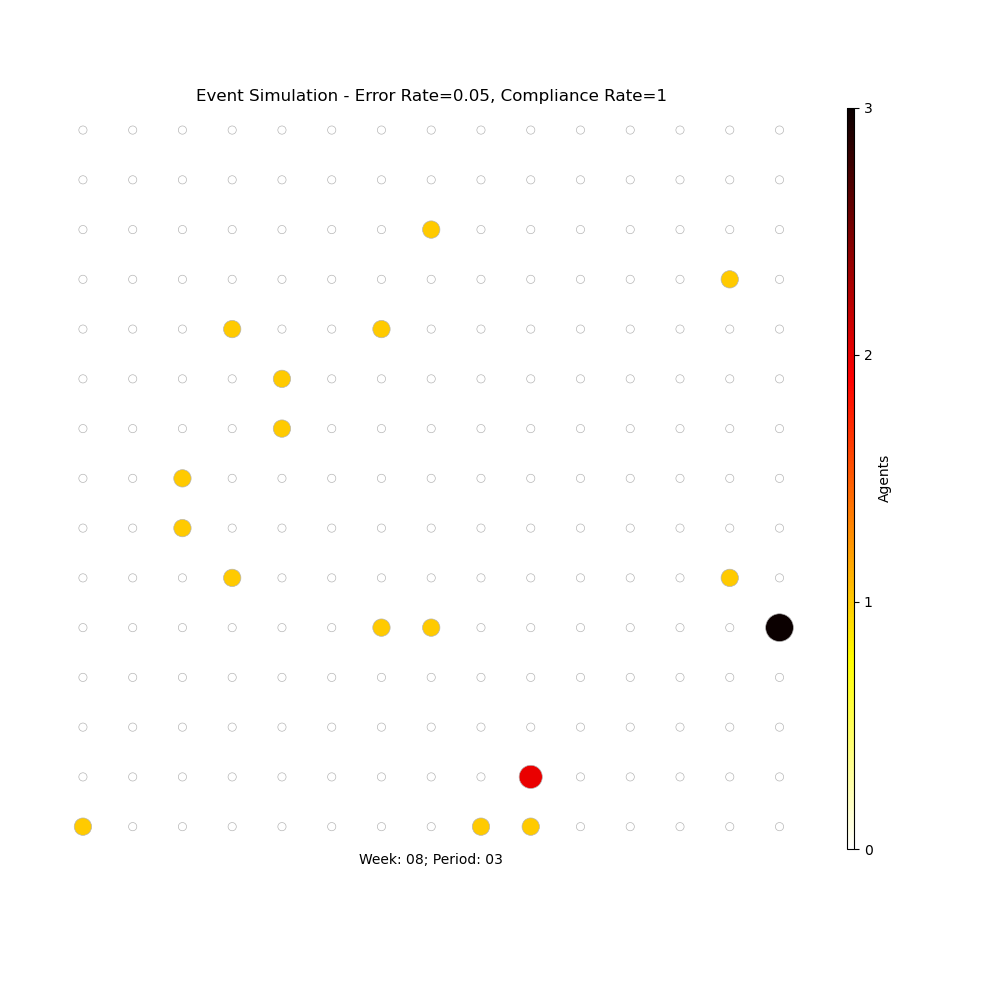 Event Simulation - Error Rate=0.05, Compliance Rate=1
3
2
Agents
1
0
Week: 08; Period: 03